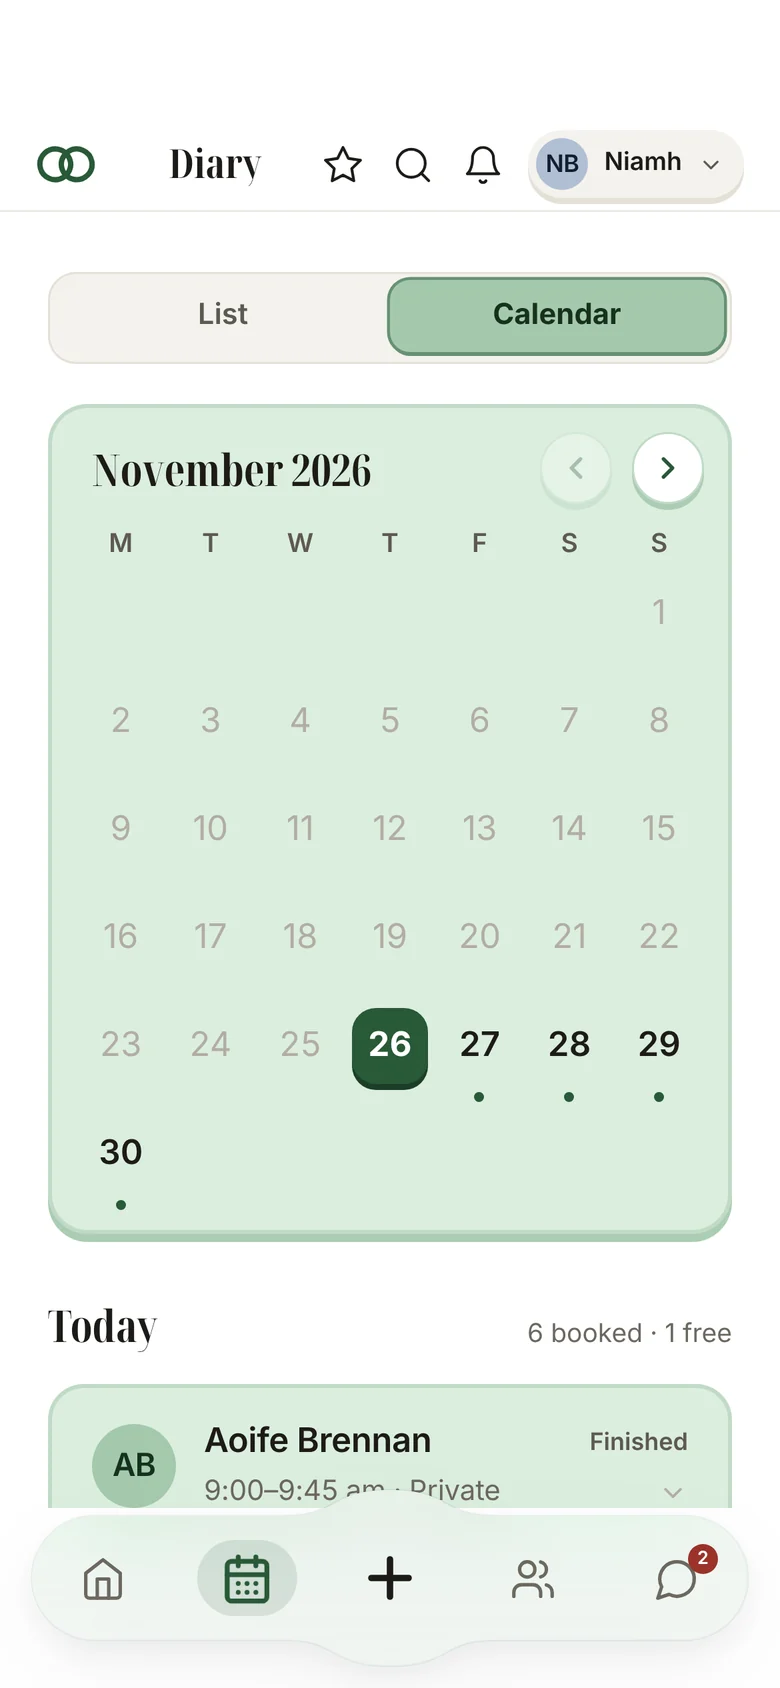 Diary
NB Niamh
List Calendar
November 2026
M T W T F S S
1
2 3 4 5 6 7 8
9 10 11 12 13 14 15
16 17 18 19 20 21 22
23 24 25 26 27 28 29
30
Today 6 booked · 1 free
AB Aoife Brennan Finished
9:00–9:45 am · Private
2